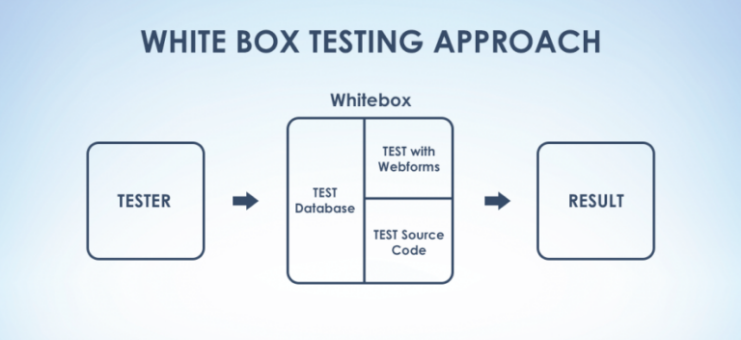 WHITE BOX TESTING APPROACH
Whitebox
TESTER
TEST
Database
TEST with
Webforms
TEST Source
Code
RESULT